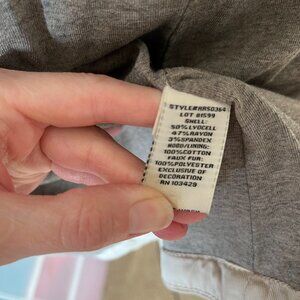 STYLE#RRS0364
LOT #1599
SHELL:
50%LYOCELL
47%RAYON
3%SPANDEX
HOOD/LINING:
100%COTTON
FAUX FUR:
100%POLYESTER
EXCLUSIVE OF
DECORATION
RN 103429